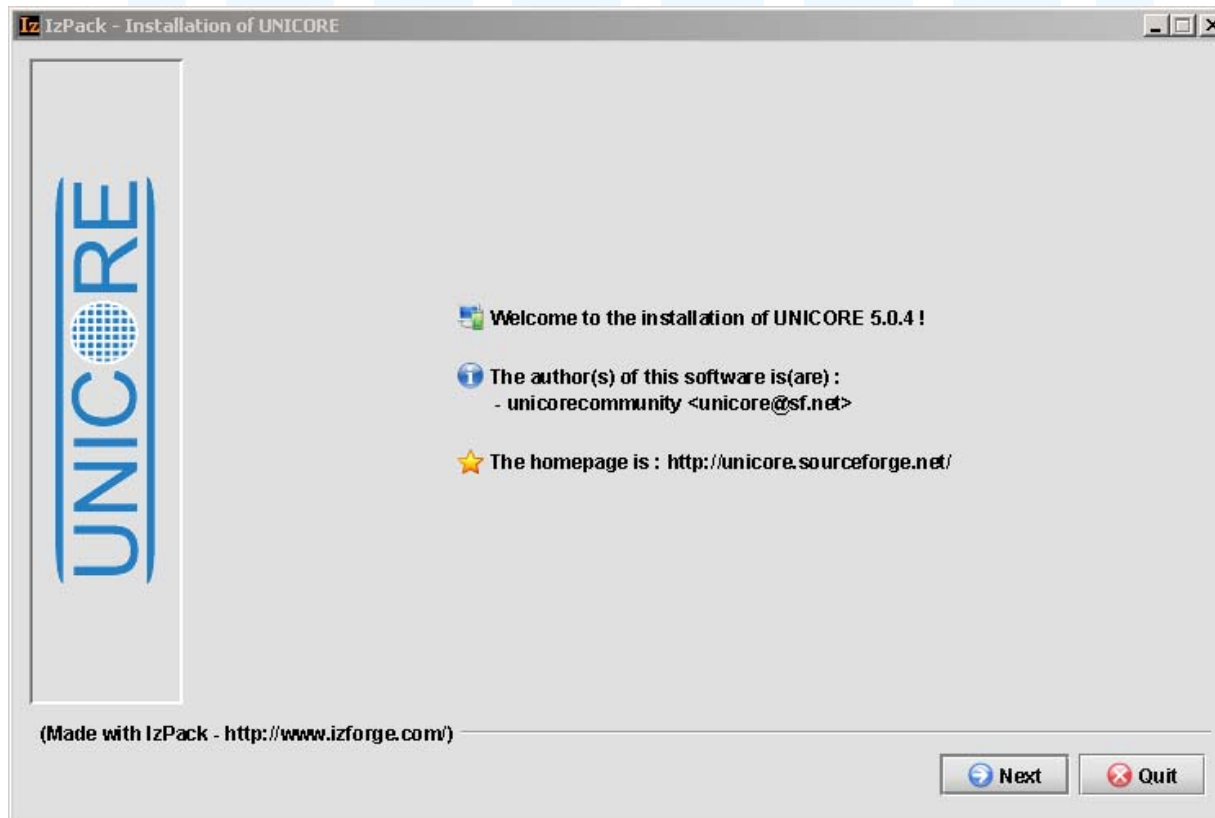 Iz IzPack - Installation of UNICORE
UNICORE
Welcome to the installation of UNICORE 5.0.4 !
The author(s) of this software is(are) :
- unicorecommunity <unicore@sf.net>
The homepage is : http://unicore.sourceforge.net/
(Made with IzPack - http://www.izforge.com/)
Next
Quit